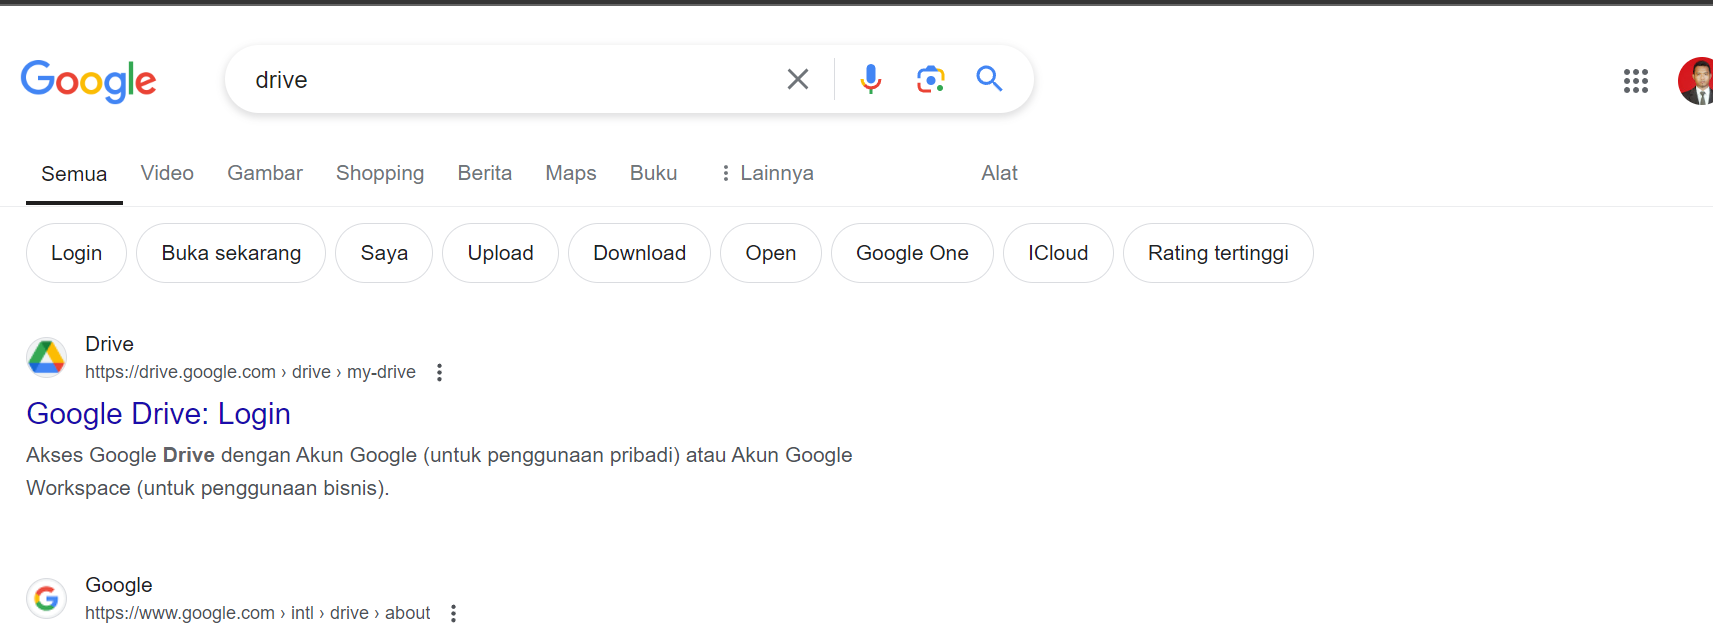 Google
drive
Semua
Video
Gambar
Shopping
Berita
Maps
Buku
Lainnya
Alat
Login
Buka sekarang
Saya
Upload
Download
Open
Google One
ICloud
Rating tertinggi
Drive
https://drive.google.com › drive › my-drive
Google Drive: Login
Akses Google Drive dengan Akun Google (untuk penggunaan pribadi) atau Akun Google
Workspace (untuk penggunaan bisnis).
Google
https://www.google.com › intl › drive › about